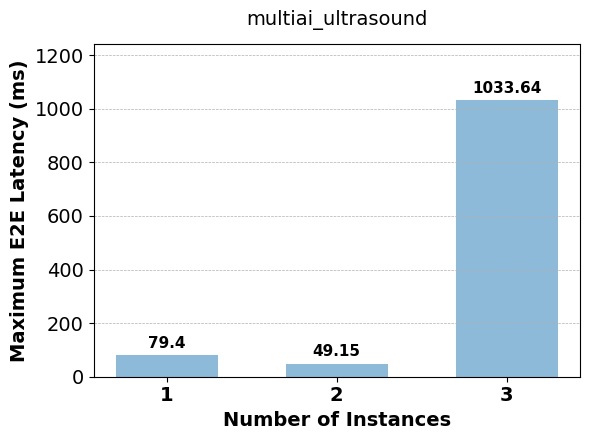 multiai_ultrasound
Maximum E2E Latency (ms)
1200
1000
800
600
400
200
0
79.4
49.15
1033.64
1 2 3
Number of Instances